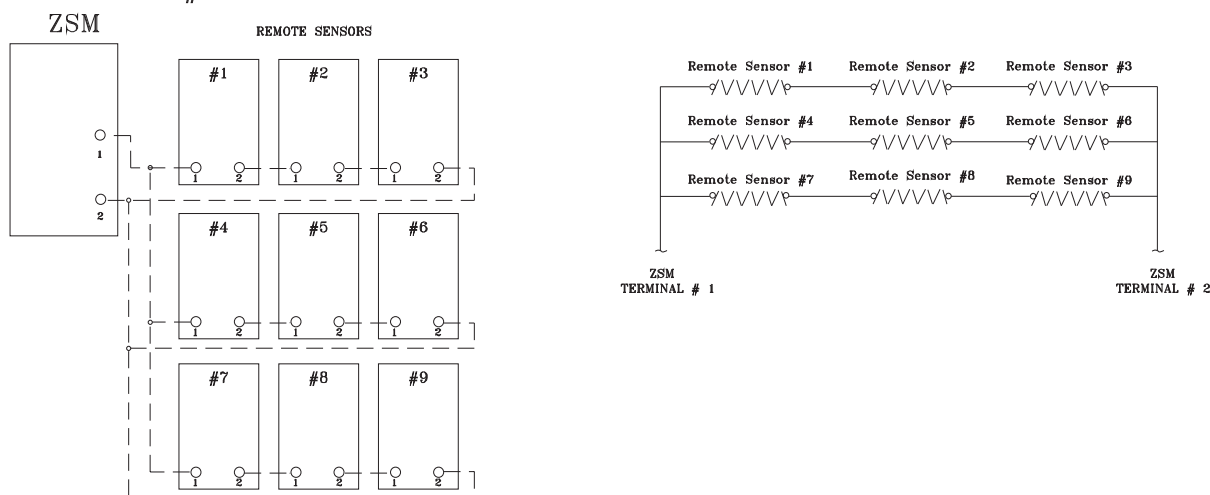 #
ZSM
1
2
REMOTE SENSORS
#1 #2 #3
1 2 1 2 1 2
#4 #5 #6
1 2 1 2 1 2
#7 #8 #9
1 2 1 2 1 2
Remote Sensor #1 Remote Sensor #2 Remote Sensor #3
Remote Sensor #4 Remote Sensor #5 Remote Sensor #6
Remote Sensor #7 Remote Sensor #8 Remote Sensor #9
ZSM
TERMINAL # 1
ZSM
TERMINAL # 2